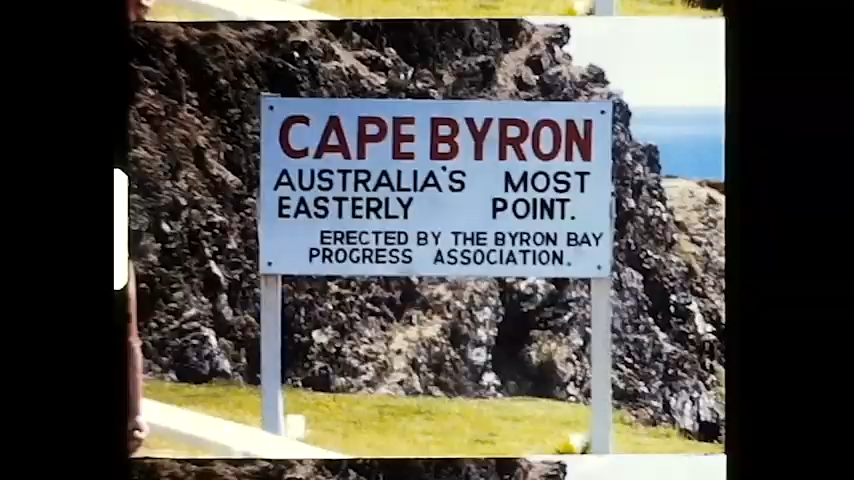 CAPE BYRON
AUSTRALIA'S MOST
EASTERLY POINT.
ERECTED BY THE BYRON BAY
PROGRESS ASSOCIATION.